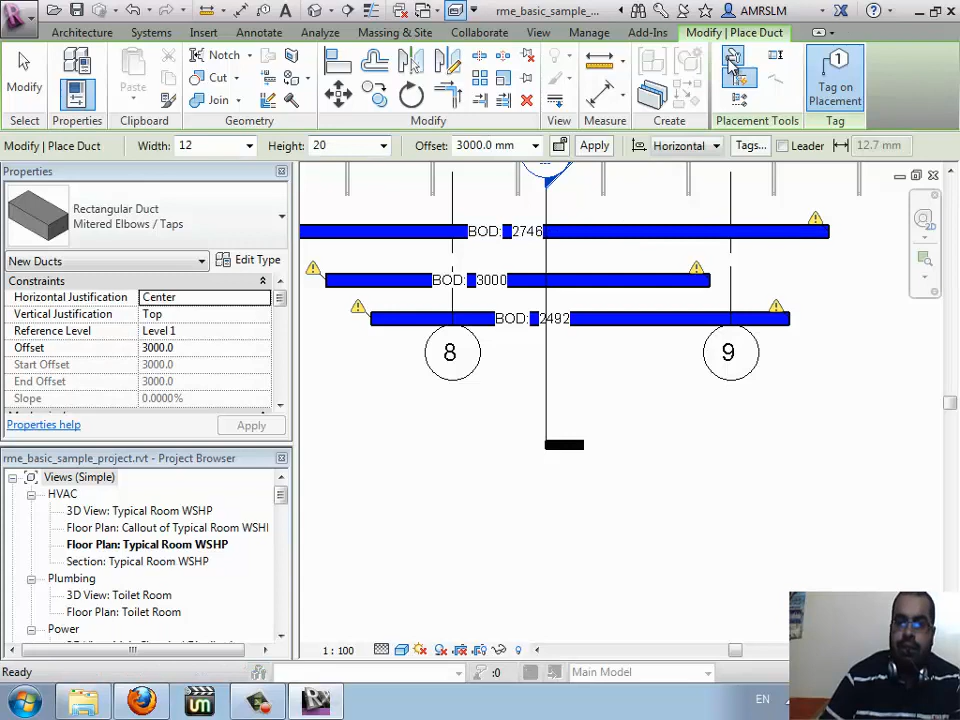 rme_basic_sample_...
AMRSLM
Architecture
Systems
Insert
Annotate
Analyze
Massing & Site
Collaborate
View
Manage
Add-Ins
Modify | Place Duct
Modify
Properties
Paste
Notch
Cut
Join
Tag on
Placement
1
Select
Properties
Clipboard
Geometry
Modify
View
Measure
Create
Placement Tools
Tag
Modify | Place Duct
Width: 12
Height: 20
Offset: 3000.0 mm
Apply
Horizontal
Tags...
Leader
12.7 mm
Properties
Rectangular Duct
Mitered Elbows / Taps
New Ducts
Edit Type
Constraints
Horizontal Justification Center
Vertical Justification Top
Reference Level Level 1
Offset 3000.0
Start Offset 3000.0
End Offset 3000.0
Slope 0.0000%
Properties help
Apply
rme_basic_sample_project.rvt - Project Browser
Views (Simple)
HVAC
3D View: Typical Room WSHP
Floor Plan: Callout of Typical Room WSHI
Floor Plan: Typical Room WSHP
Section: Typical Room WSHP
Plumbing
3D View: Toilet Room
Floor Plan: Toilet Room
Power
BOD: 2746
BOD: 3000
BOD: 2492
8
9
2D
1 : 100
Ready
:0
Main Model
EN